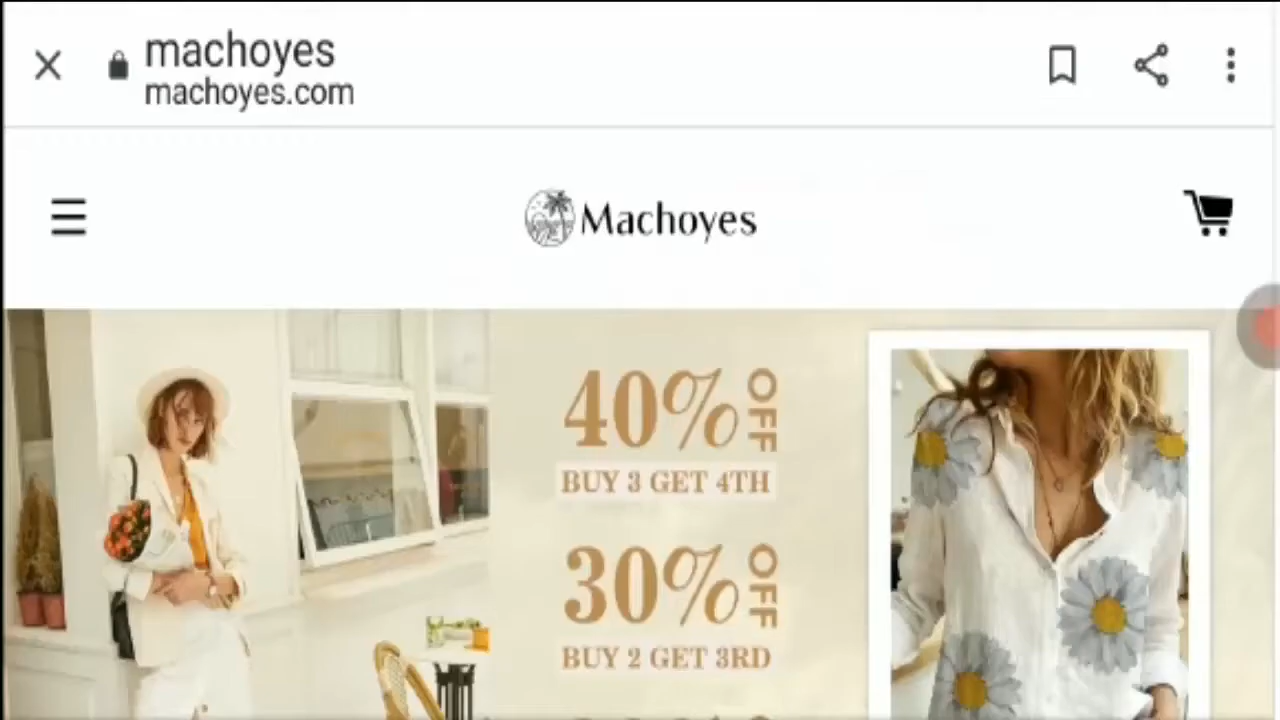 machoyes
machoyes.com
Machoyes
40% OFF
BUY 3 GET 4TH
30% OFF
BUY 2 GET 3RD